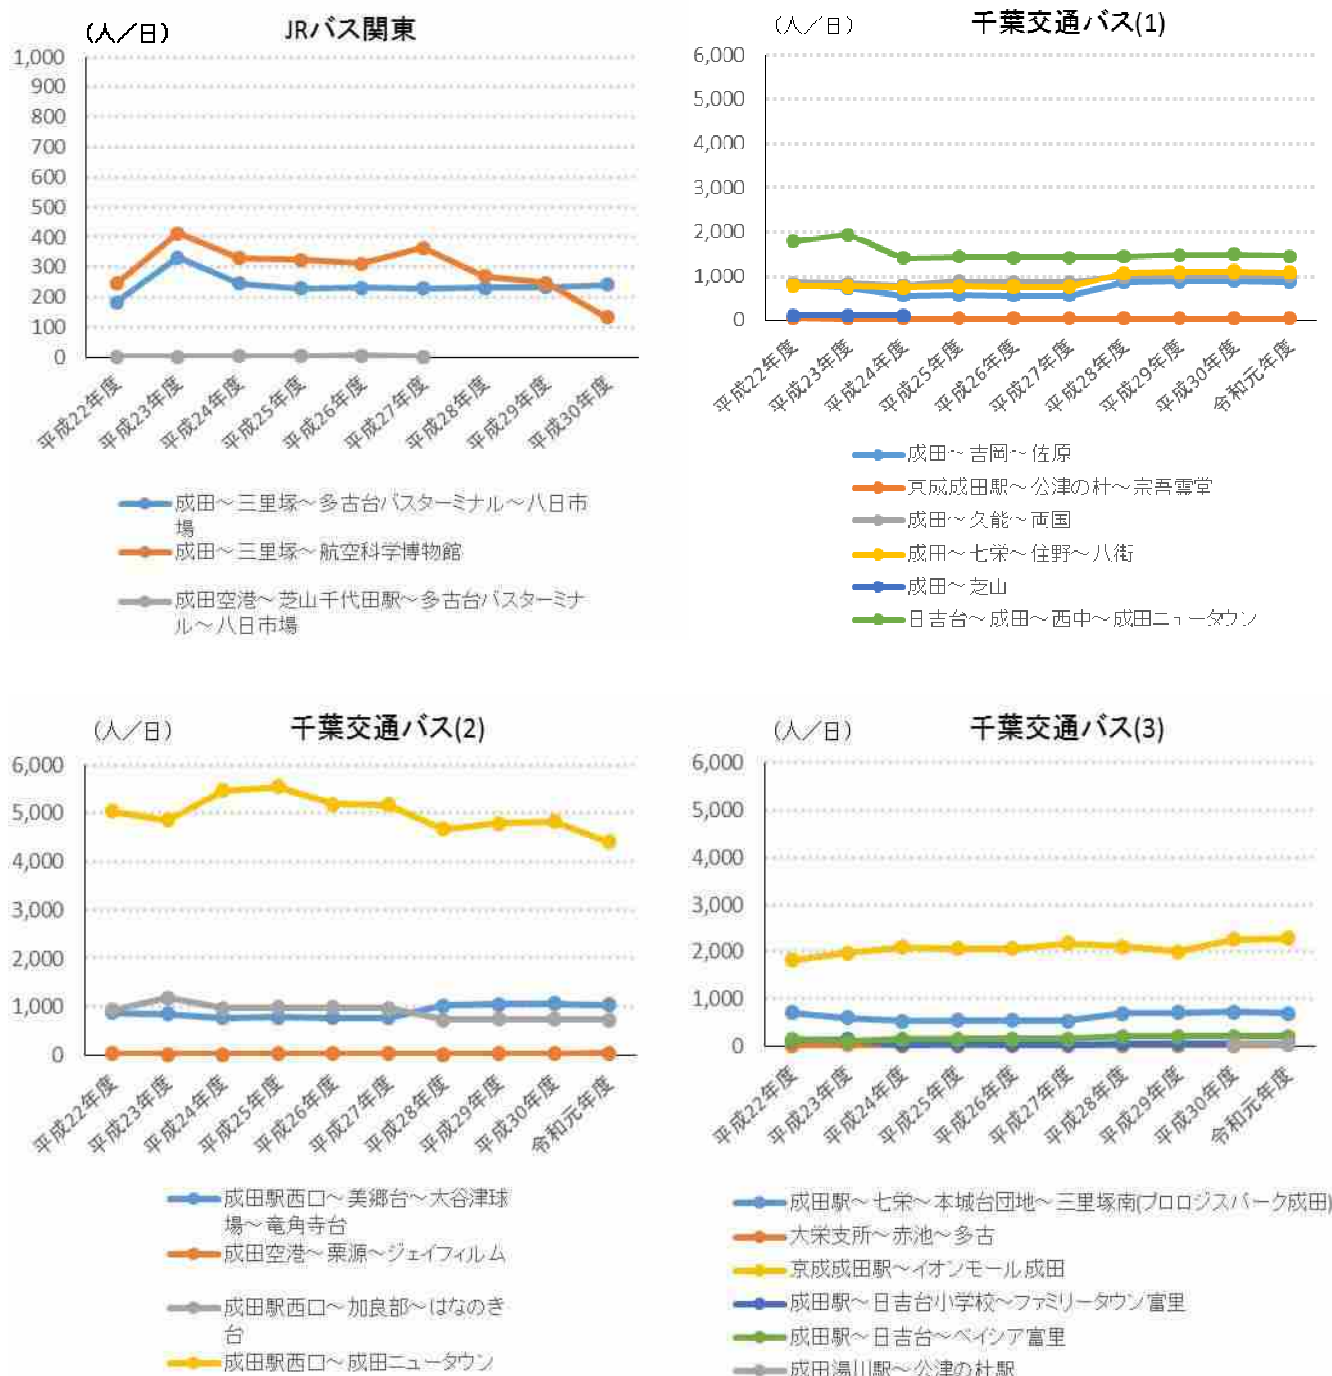 (人／日)
JRバス関東
1,000
900
800
700
600
500
400
300
200
100
0
平成22年度
平成23年度
平成24年度
平成25年度
平成26年度
平成27年度
平成28年度
平成29年度
平成30年度
成田～三里塚～多古台バスターミナル～八日市
場
成田～三里塚～航空科学博物館
成田空港～芝山千代田駅～多古台バスターミナ
ル～八日市場
(人／日)
千葉交通バス(1)
6,000
5,000
4,000
3,000
2,000
1,000
0
平成22年度
平成23年度
平成24年度
平成25年度
平成26年度
平成27年度
平成28年度
平成29年度
平成30年度
令和元年度
成田～吉岡～佐原
京成成田駅～公津の杜～宗吾霊堂
成田～久能～両国
成田～七栄～住野～八街
成田～芝山
日吉台～成田～西中～成田ニュータウン
(人／日)
千葉交通バス(2)
6,000
5,000
4,000
3,000
2,000
1,000
0
平成22年度
平成23年度
平成24年度
平成25年度
平成26年度
平成27年度
平成28年度
平成29年度
平成30年度
令和元年度
成田駅西口～美郷台～大谷津球
場～竜角寺台
成田空港～栗源～ジェイフィルム
成田駅西口～加良部～はなのき
台
成田駅西口～成田ニュータウン
(人／日)
千葉交通バス(3)
6,000
5,000
4,000
3,000
2,000
1,000
0
平成22年度
平成23年度
平成24年度
平成25年度
平成26年度
平成27年度
平成28年度
平成29年度
平成30年度
令和元年度
成田駅～七栄～本城台団地～三里塚南(プロロジスパーク成田)
大栄支所～赤池～多古
京成成田駅～イオンモール成田
成田駅～日吉台小学校～ファミリータウン富里
成田駅～日吉台～ベイシア富里
成田湯川駅～公津の杜駅